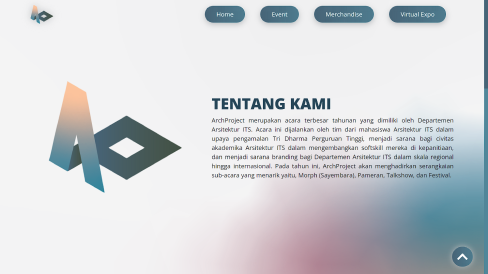 Home Event Merchandise Virtual Expo
TENTANG KAMI
ArchProject merupakan acara terbesar tahunan yang dimiliki oleh Departemen
Arsitektur ITS. Acara ini dijalankan oleh tim dari mahasiswa Arsitektur ITS dalam
upaya pengamalan Tri Dharma Perguruan Tinggi, menjadi sarana bagi civitas
akademika Arsitektur ITS dalam mengembangkan softskill mereka di kepanitiaan,
dan menjadi sarana branding bagi Departemen Arsitektur ITS dalam skala regional
hingga internasional. Pada tahun ini, ArchProject akan menghadirkan serangkaian
sub-acara yang menarik yaitu, Morph (Sayembara), Pameran, Talkshow, dan Festival.